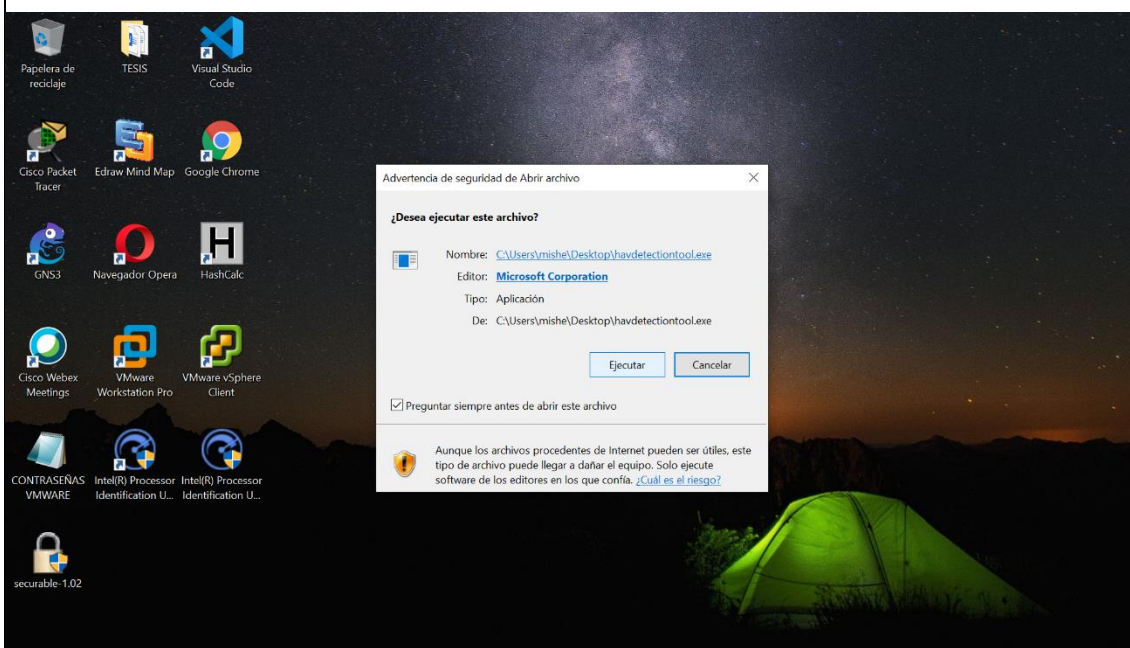 Papelera de
reciclaje
TESIS
Visual Studio
Code
Cisco Packet
Tracer
Edraw Mind Map
Google Chrome
GNS3
Navegador Opera
H
HashCalc
Cisco Webex
Meetings
VMware
Workstation Pro
VMware vSphere
Client
CONTRASEÑAS
VMWARE
Intel(R) Processor
Identification U...
Intel(R) Processor
Identification U...
securable-1.02
Advertencia de seguridad de Abrir archivo
¿Desea ejecutar este archivo?
Nombre: C:\Users\mishe\Desktop\havdetectiontool.exe
Editor: Microsoft Corporation
Tipo: Aplicación
De: C:\Users\mishe\Desktop\havdetectiontool.exe
Ejecutar Cancelar
Preguntar siempre antes de abrir este archivo
Aunque los archivos procedentes de Internet pueden ser útiles, este
tipo de archivo puede llegar a dañar el equipo. Solo ejecute
software de los editores en los que confía. ¿Cuál es el riesgo?